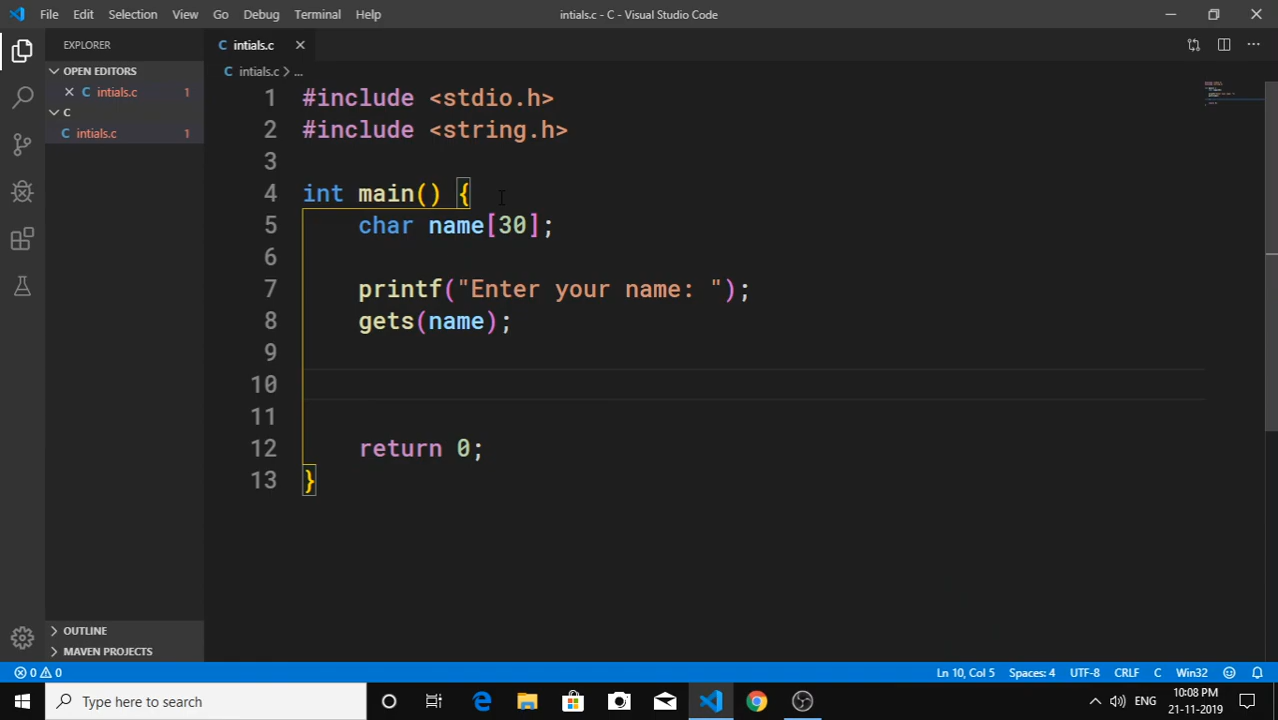 File Edit Selection View Go Debug Terminal Help intials.c - C - Visual Studio Code
EXPLORER
C intials.c
OPEN EDITORS
C intials.c > ...
C intials.c 1
C
C intials.c 1
1 #include <stdio.h>
2 #include <string.h>
3
4 int main() {
5 char name[30];
6
7 printf("Enter your name: ");
8 gets(name);
9
10
11
12 return 0;
13 }
OUTLINE
MAVEN PROJECTS
0 0 Ln 10, Col 5 Spaces: 4 UTF-8 CRLF C Win32
Type here to search
ENG
10:08 PM
21-11-2019